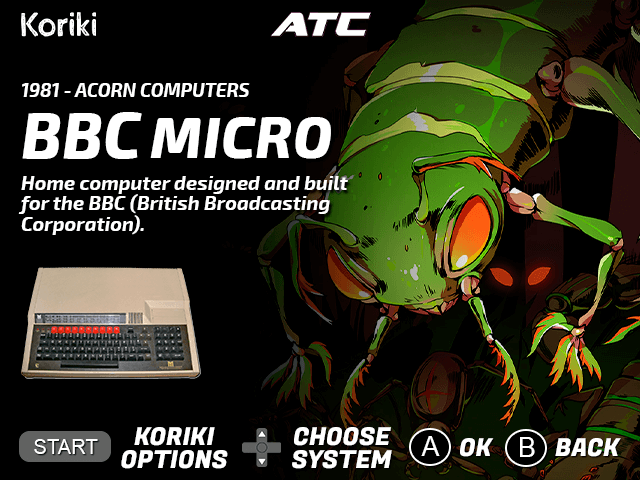 Koriki
ATC
1981 - ACORN COMPUTERS
BBC MICRO
Home computer designed and built
for the BBC (British Broadcasting
Corporation).
START
KORIKI
OPTIONS
CHOOSE
SYSTEM
A OK
B BACK